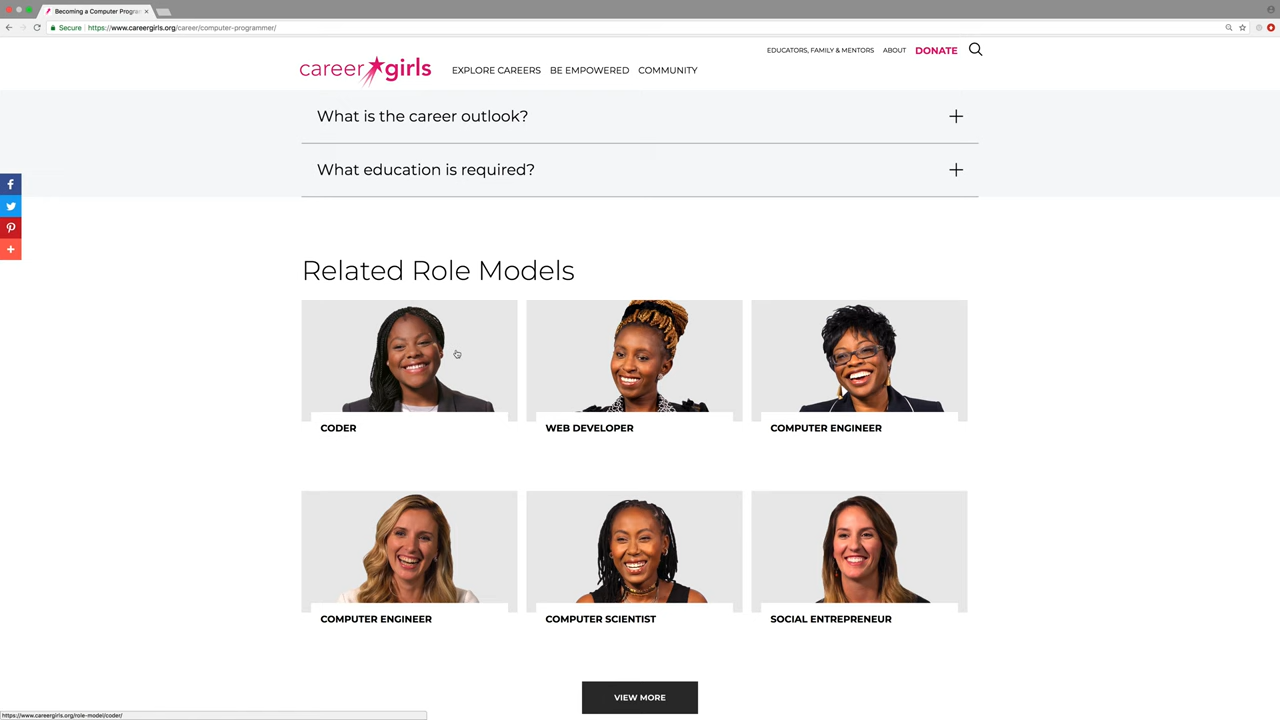 Becoming a Computer Progra
Secure https://www.careergirls.org/career/computer-programmer/
EDUCATORS, FAMILY & MENTORS ABOUT DONATE
career girls EXPLORE CAREERS BE EMPOWERED COMMUNITY
What is the career outlook?
What education is required?
Related Role Models
CODER WEB DEVELOPER COMPUTER ENGINEER
COMPUTER ENGINEER COMPUTER SCIENTIST SOCIAL ENTREPRENEUR
VIEW MORE
https://www.careergirls.org/role-model/coder/